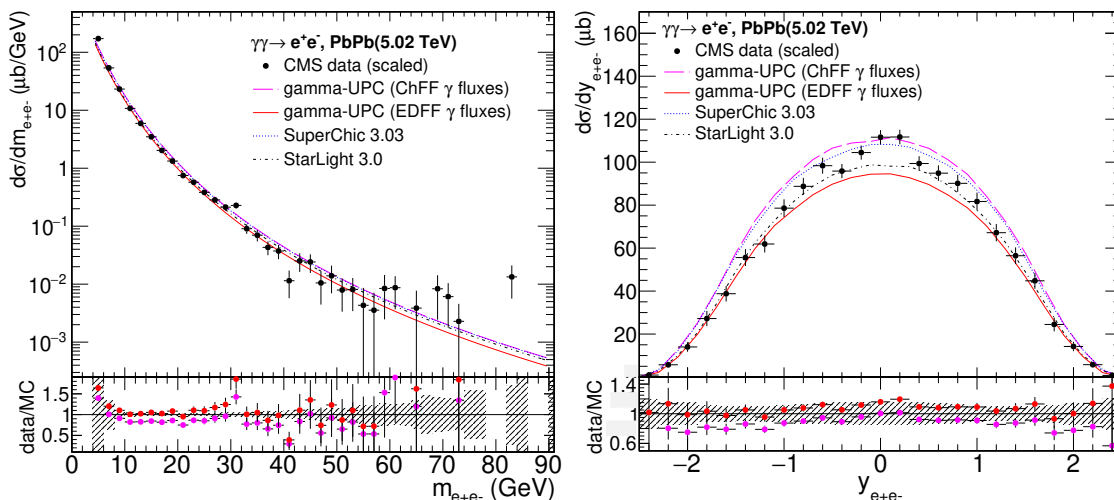 dσ/dm_{e+e-} (μb/GeV)
10²
10
1
10⁻¹
10⁻²
10⁻³
γγ→ e⁺e⁻, PbPb(5.02 TeV)
CMS data (scaled)
gamma-UPC (ChFF γ fluxes)
gamma-UPC (EDFF γ fluxes)
SuperChic 3.03
StarLight 3.0
data/MC
1.5
1
0.5
0 10 20 30 40 50 60 70 80 90
m_{e+e-} (GeV)
dσ/dy_{e+e-} (μb)
160
140
120
100
80
60
40
20
γγ→ e⁺e⁻, PbPb(5.02 TeV)
CMS data (scaled)
gamma-UPC (ChFF γ fluxes)
gamma-UPC (EDFF γ fluxes)
SuperChic 3.03
StarLight 3.0
data/MC
1.4
1
0.6
−2 −1 0 1 2
y_{e+e-}